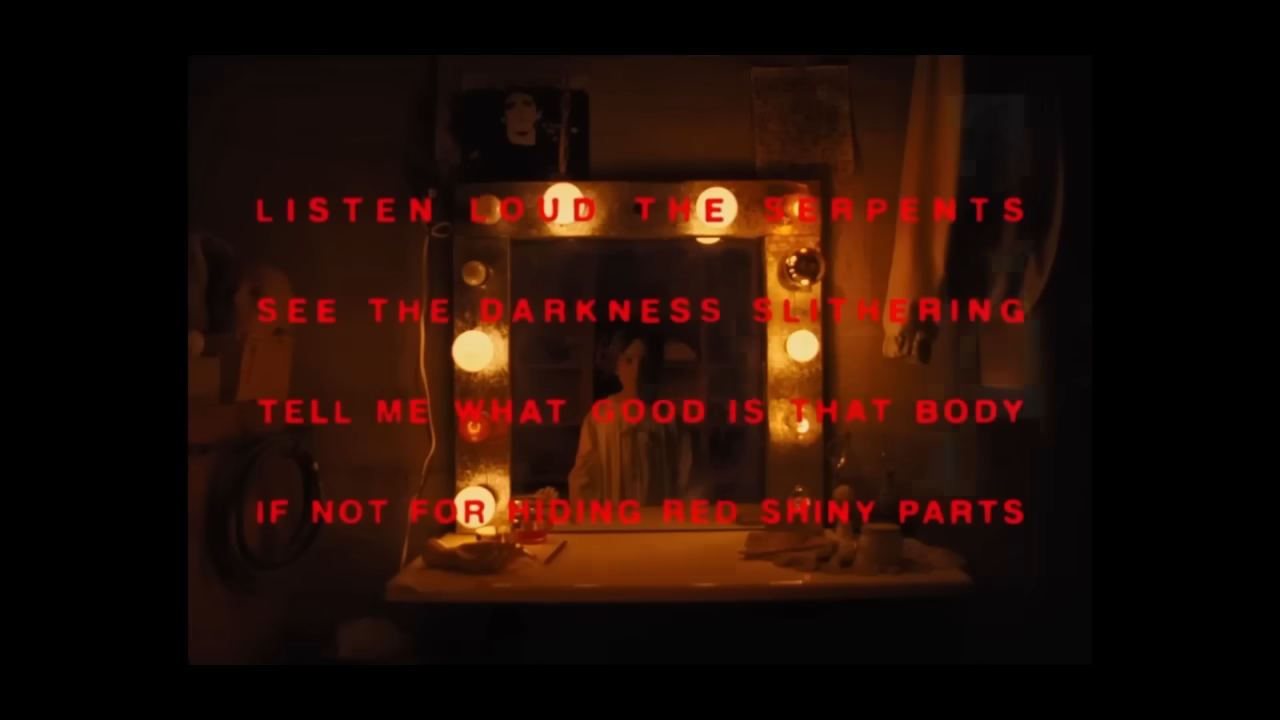 LISTEN LOUD THE SERPENTS
SEE THE DARKNESS SLITHERING
TELL ME WHAT GOOD IS THAT BODY
IF NOT FOR HIDING RED SHINY PARTS